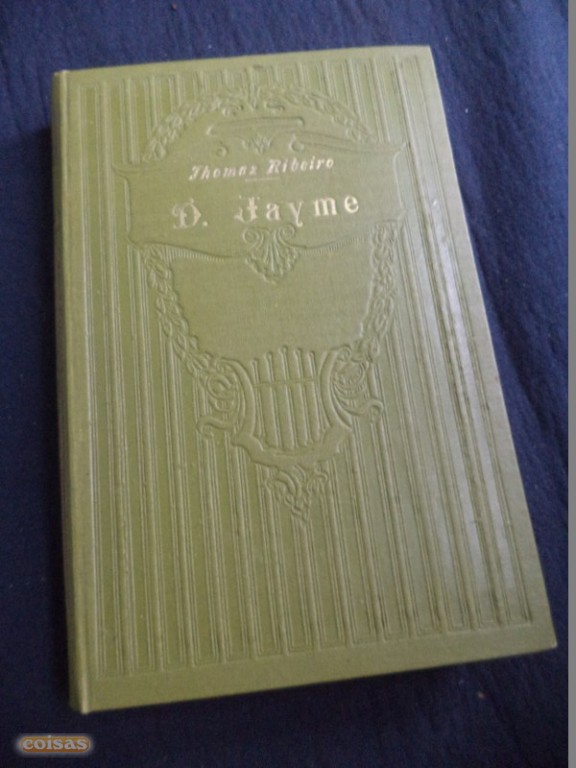 Thomaz Ribeiro
D. Jayme
coisas